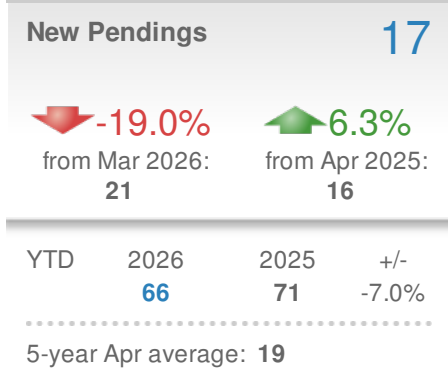 New Pendings 17
-19.0% 6.3%
from Mar 2026: from Apr 2025:
21 16
YTD 2026 2025 +/-
66 71 -7.0%
5-year Apr average: 19